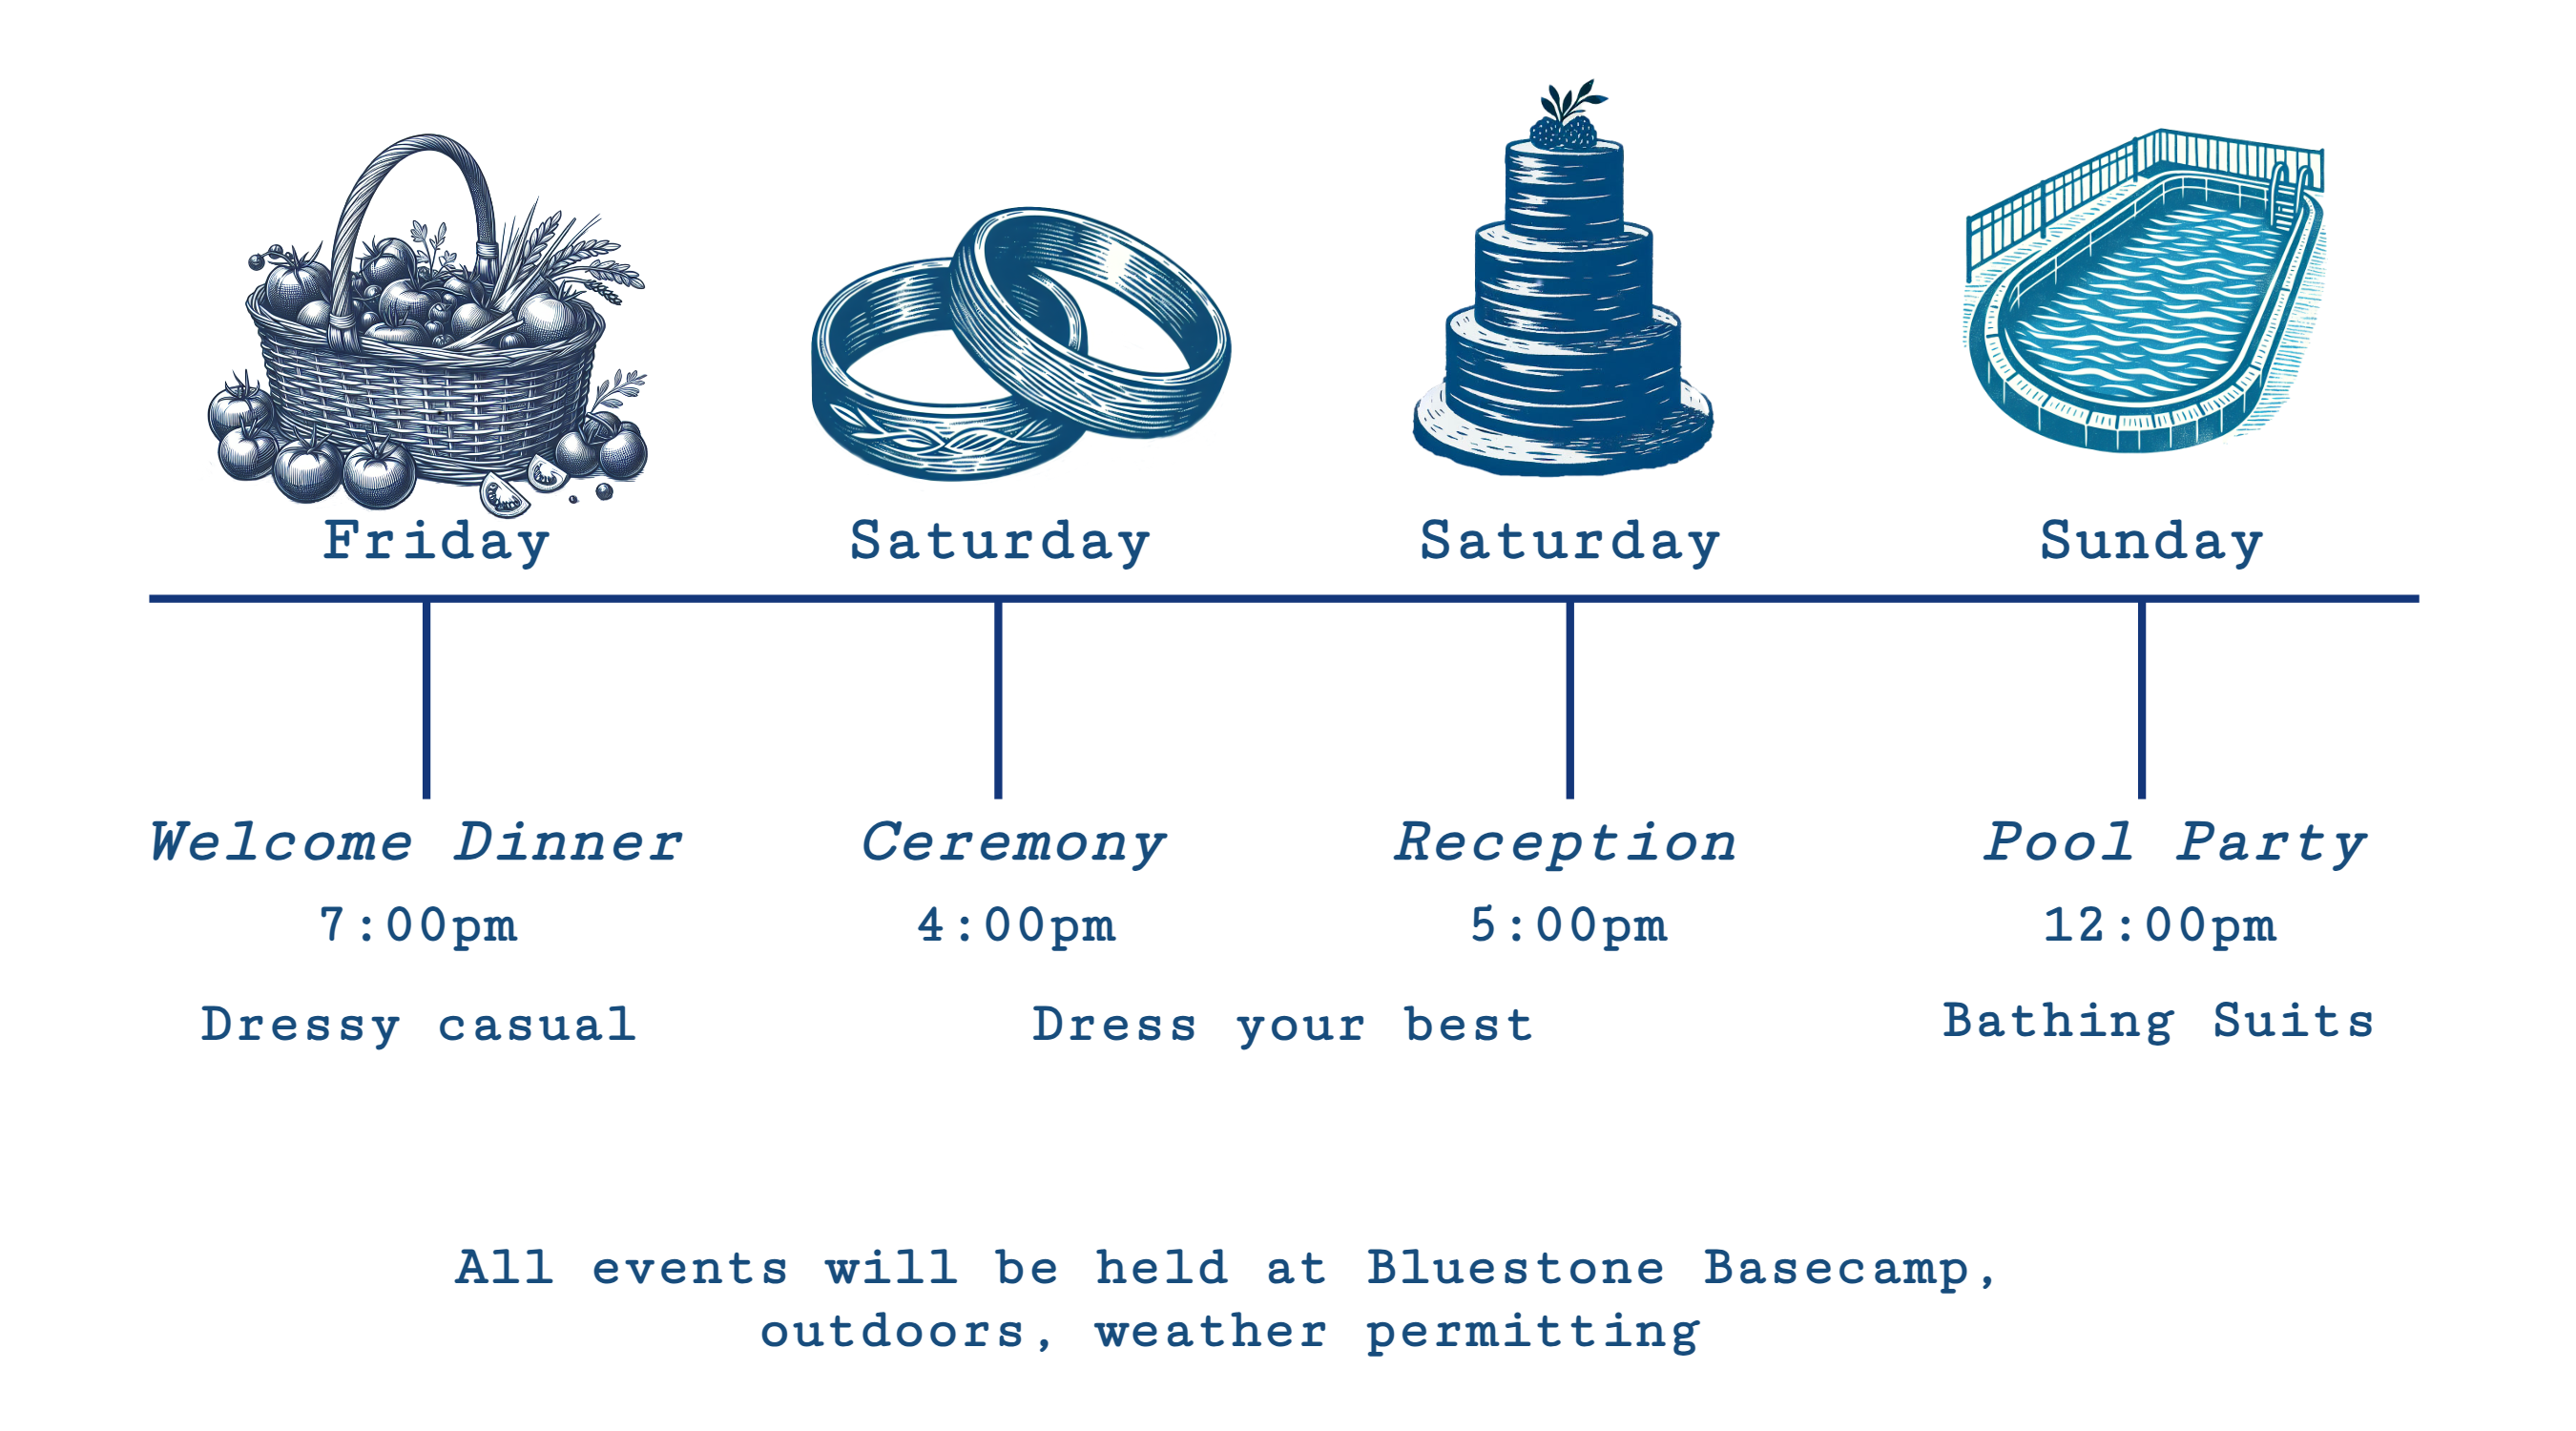 Friday
Saturday
Saturday
Sunday
Welcome Dinner
Ceremony
Reception
Pool Party
7:00pm
4:00pm
5:00pm
12:00pm
Dressy casual
Dress your best
Bathing Suits
All events will be held at Bluestone Basecamp,
outdoors, weather permitting